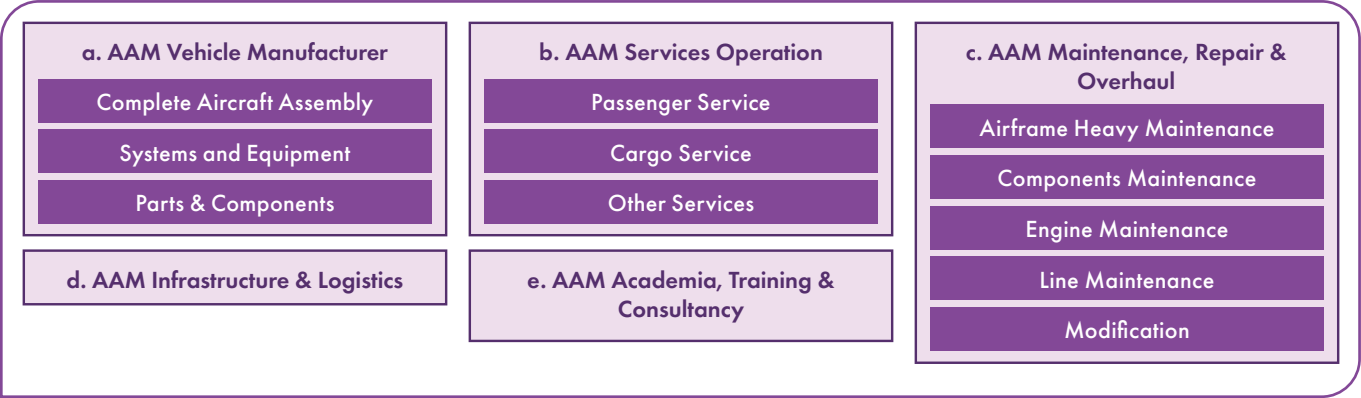 a. AAM Vehicle Manufacturer
Complete Aircraft Assembly
Systems and Equipment
Parts & Components
b. AAM Services Operation
Passenger Service
Cargo Service
Other Services
c. AAM Maintenance, Repair &
Overhaul
Airframe Heavy Maintenance
Components Maintenance
Engine Maintenance
Line Maintenance
Modification
d. AAM Infrastructure & Logistics
e. AAM Academia, Training &
Consultancy